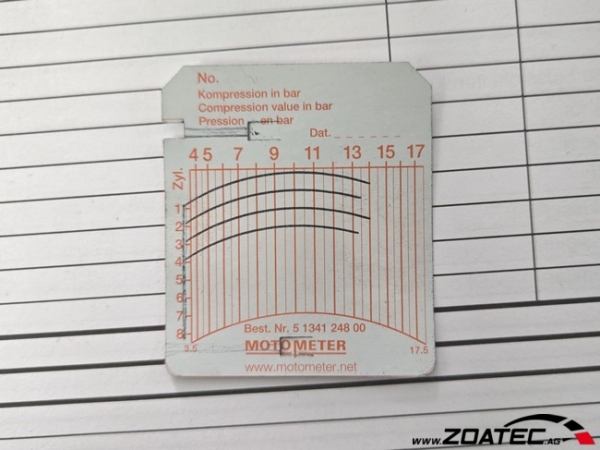 No.
Kompression in bar
Compression value in bar
Pression en bar
Dat.
4 5 7 9 11 13 15 17
Zyl.
1
2
3
4
5
6
7
8
3.5 17.5
Best. Nr. 5 1341 248 00
MOTOMETER
www.motometer.net
www.ZOATEC.AG